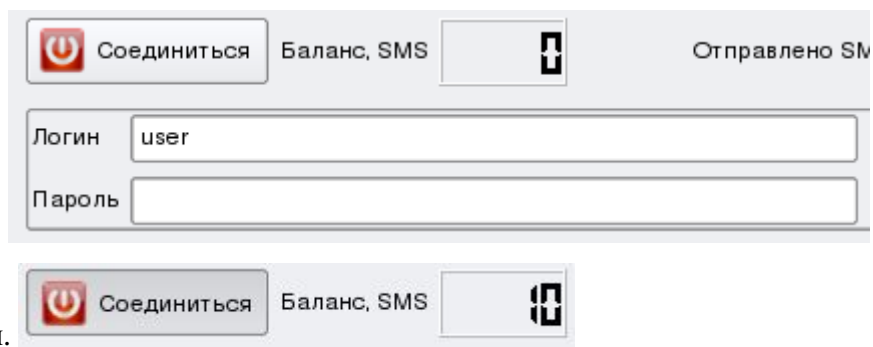 Соединиться Баланс, SMS 0 Отправлено SM
Логин user
Пароль
Соединиться Баланс, SMS 10